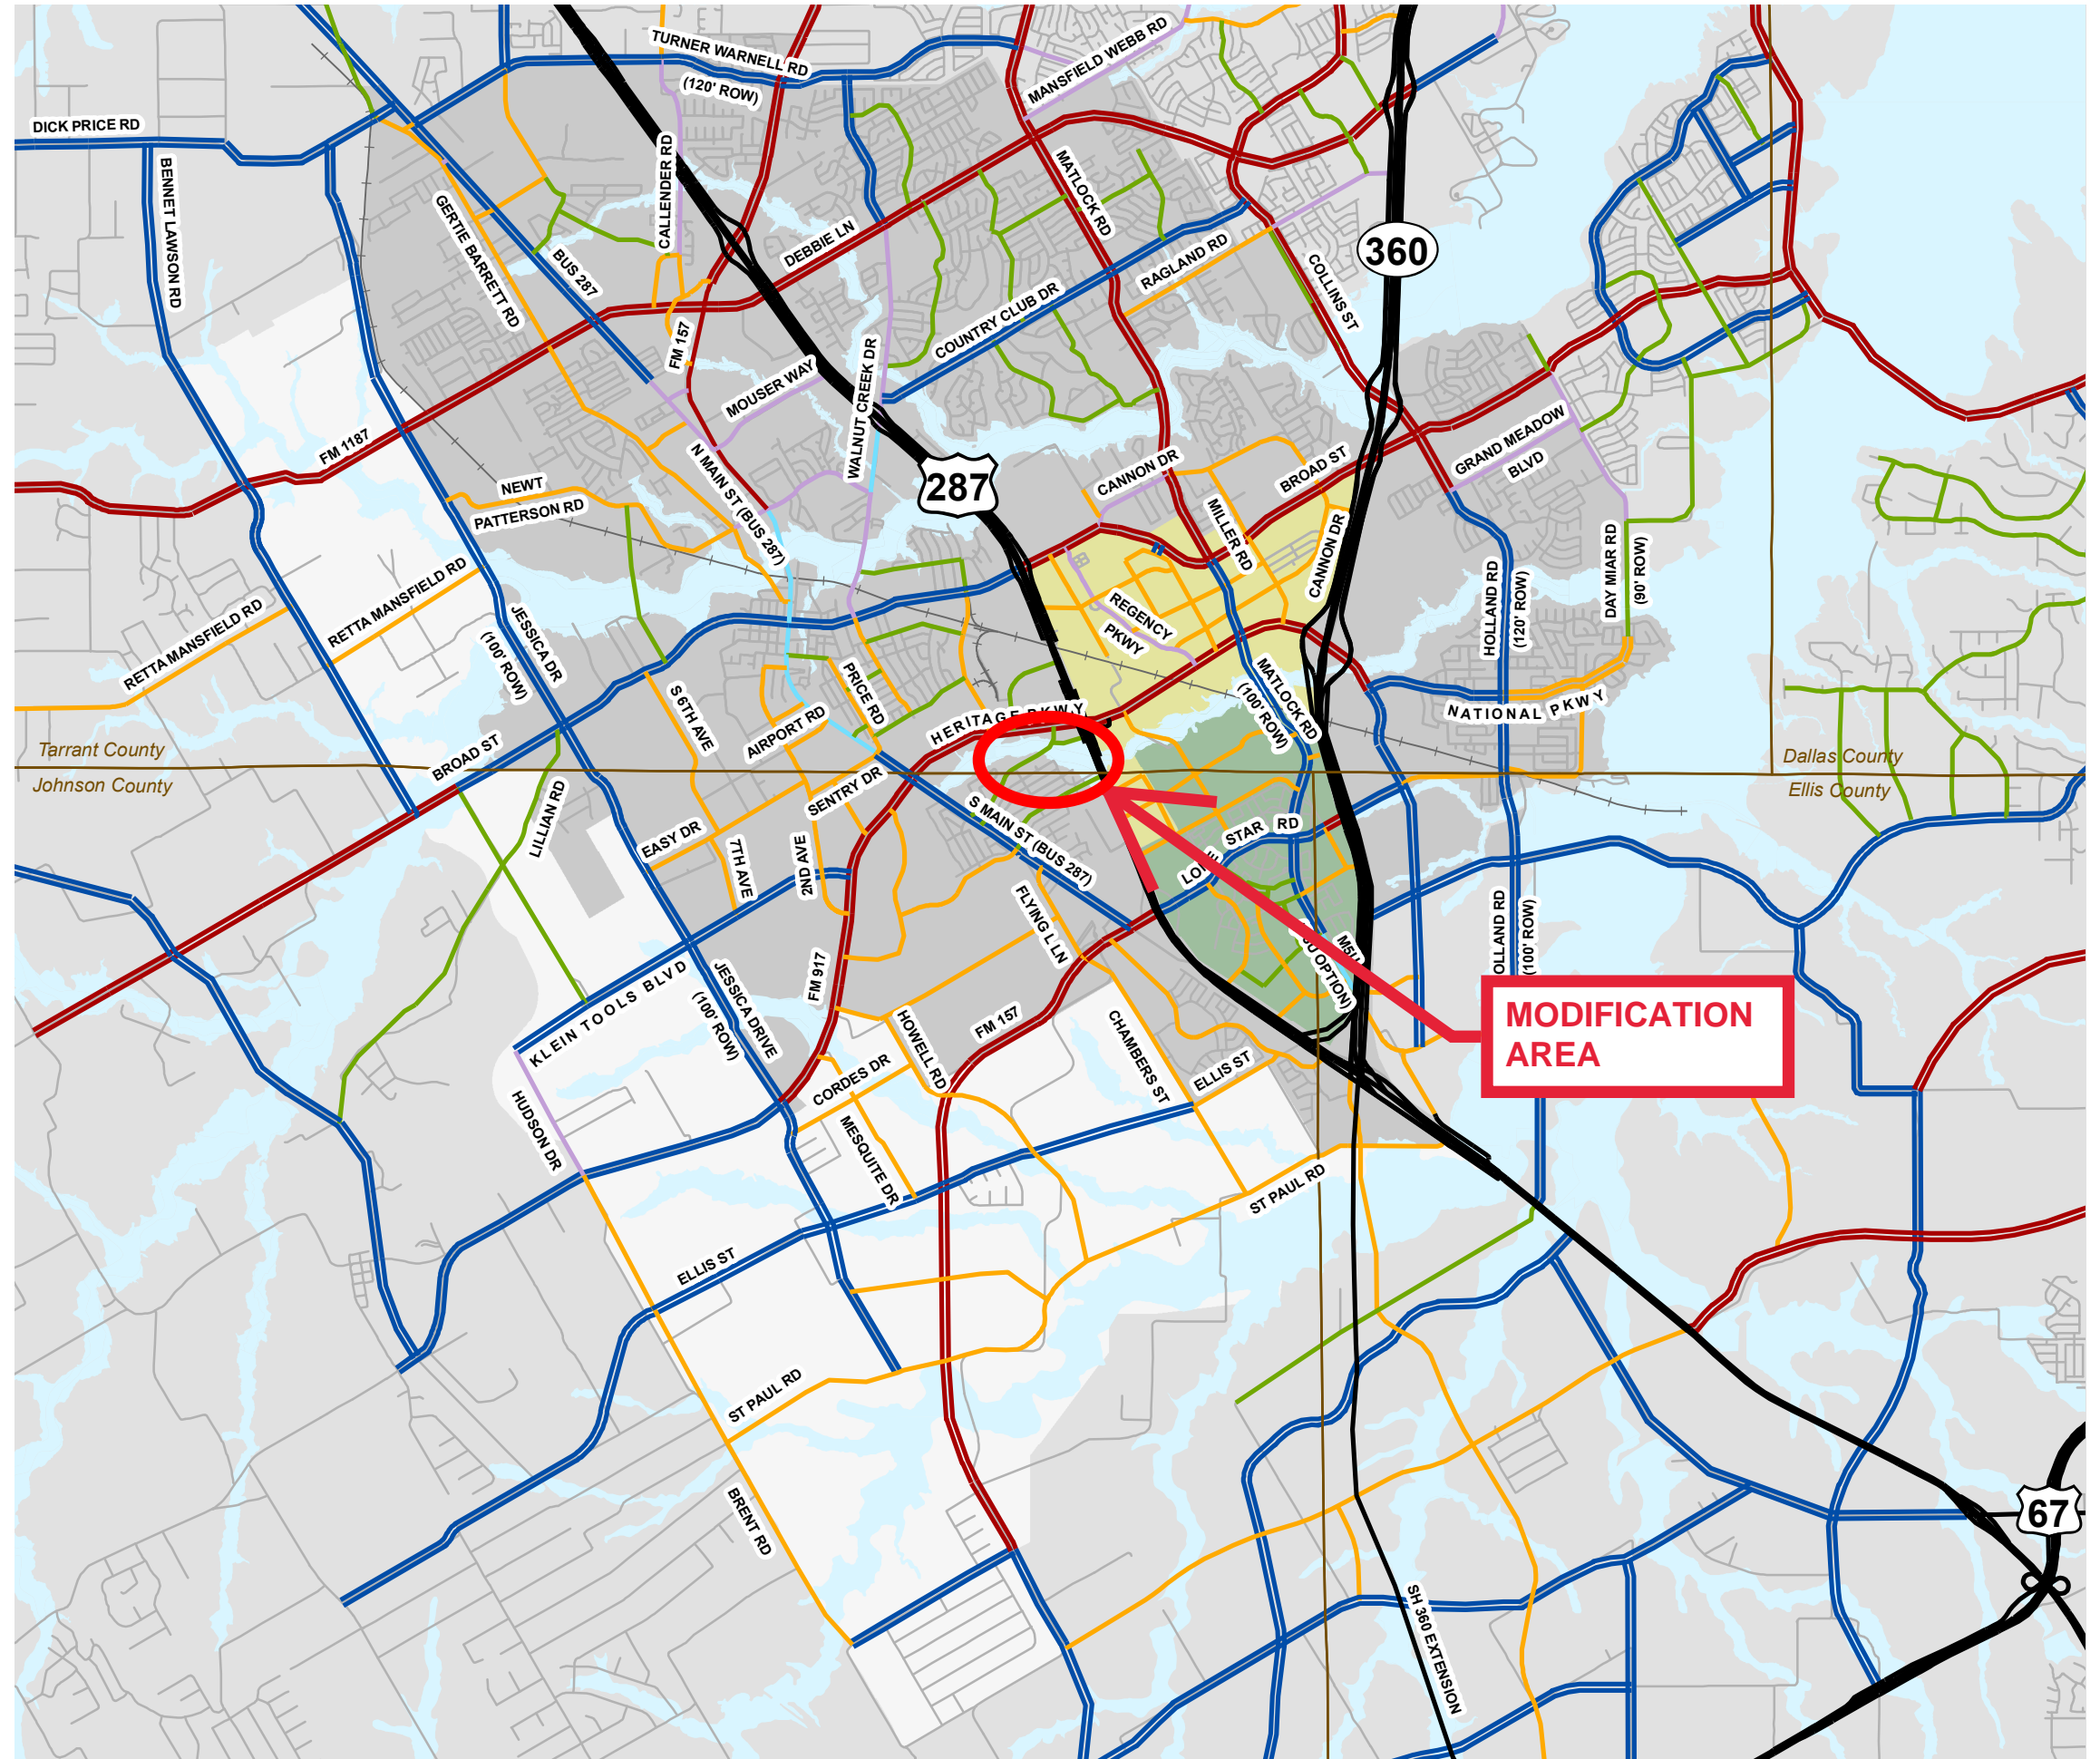 TURNER WARNELL RD
(120' ROW)
MANSFIELD WEBB RD
DICK PRICE RD
BENNET LAWSON RD
GERTIE BARRETT RD
BUS 287
CALLENDER RD
FM 157
DEBBIE LN
MATLOCK RD
RAGLAND RD
COUNTRY CLUB DR
COLLINS ST
360
MOUSER WAY
WALNUT CREEK DR
FM 1187
N MAIN ST (BUS 287)
287
CANNON DR
BROAD ST
GRAND MEADOW
BLVD
NEWT
PATTERSON RD
MILLER RD
CANNON DR
RETTA MANSFIELD RD
RETTA MANSFIELD RD
JESSICA DR
(100' ROW)
REGENCY
PKWY
HOLLAND RD
(120' ROW)
DAY MIAR RD
(90' ROW)
S 6TH AVE
PRICE RD
AIRPORT RD
HERITAGE PKWY
MATLOCK RD
(100' ROW)
NATIONAL PKWY
Tarrant County
Johnson County
Dallas County
Ellis County
BROAD ST
LILLIAN RD
SENTRY DR
EASY DR
7TH AVE
2ND AVE
S MAIN ST (BUS 287)
STAR RD
FLYING L LN
OLLAND RD
(100' ROW)
KLEIN TOOLS BLVD
JESSICA DRIVE
(100' ROW)
FM 917
HOWELL RD
FM 157
CHAMBERS ST
ELLIS ST
OPTION)
MODIFICATION
AREA
CORDES DR
MESQUITE DR
HUDSON DR
ST PAUL RD
ELLIS ST
ST PAUL RD
BRENT RD
SH 360 EXTENSION
67